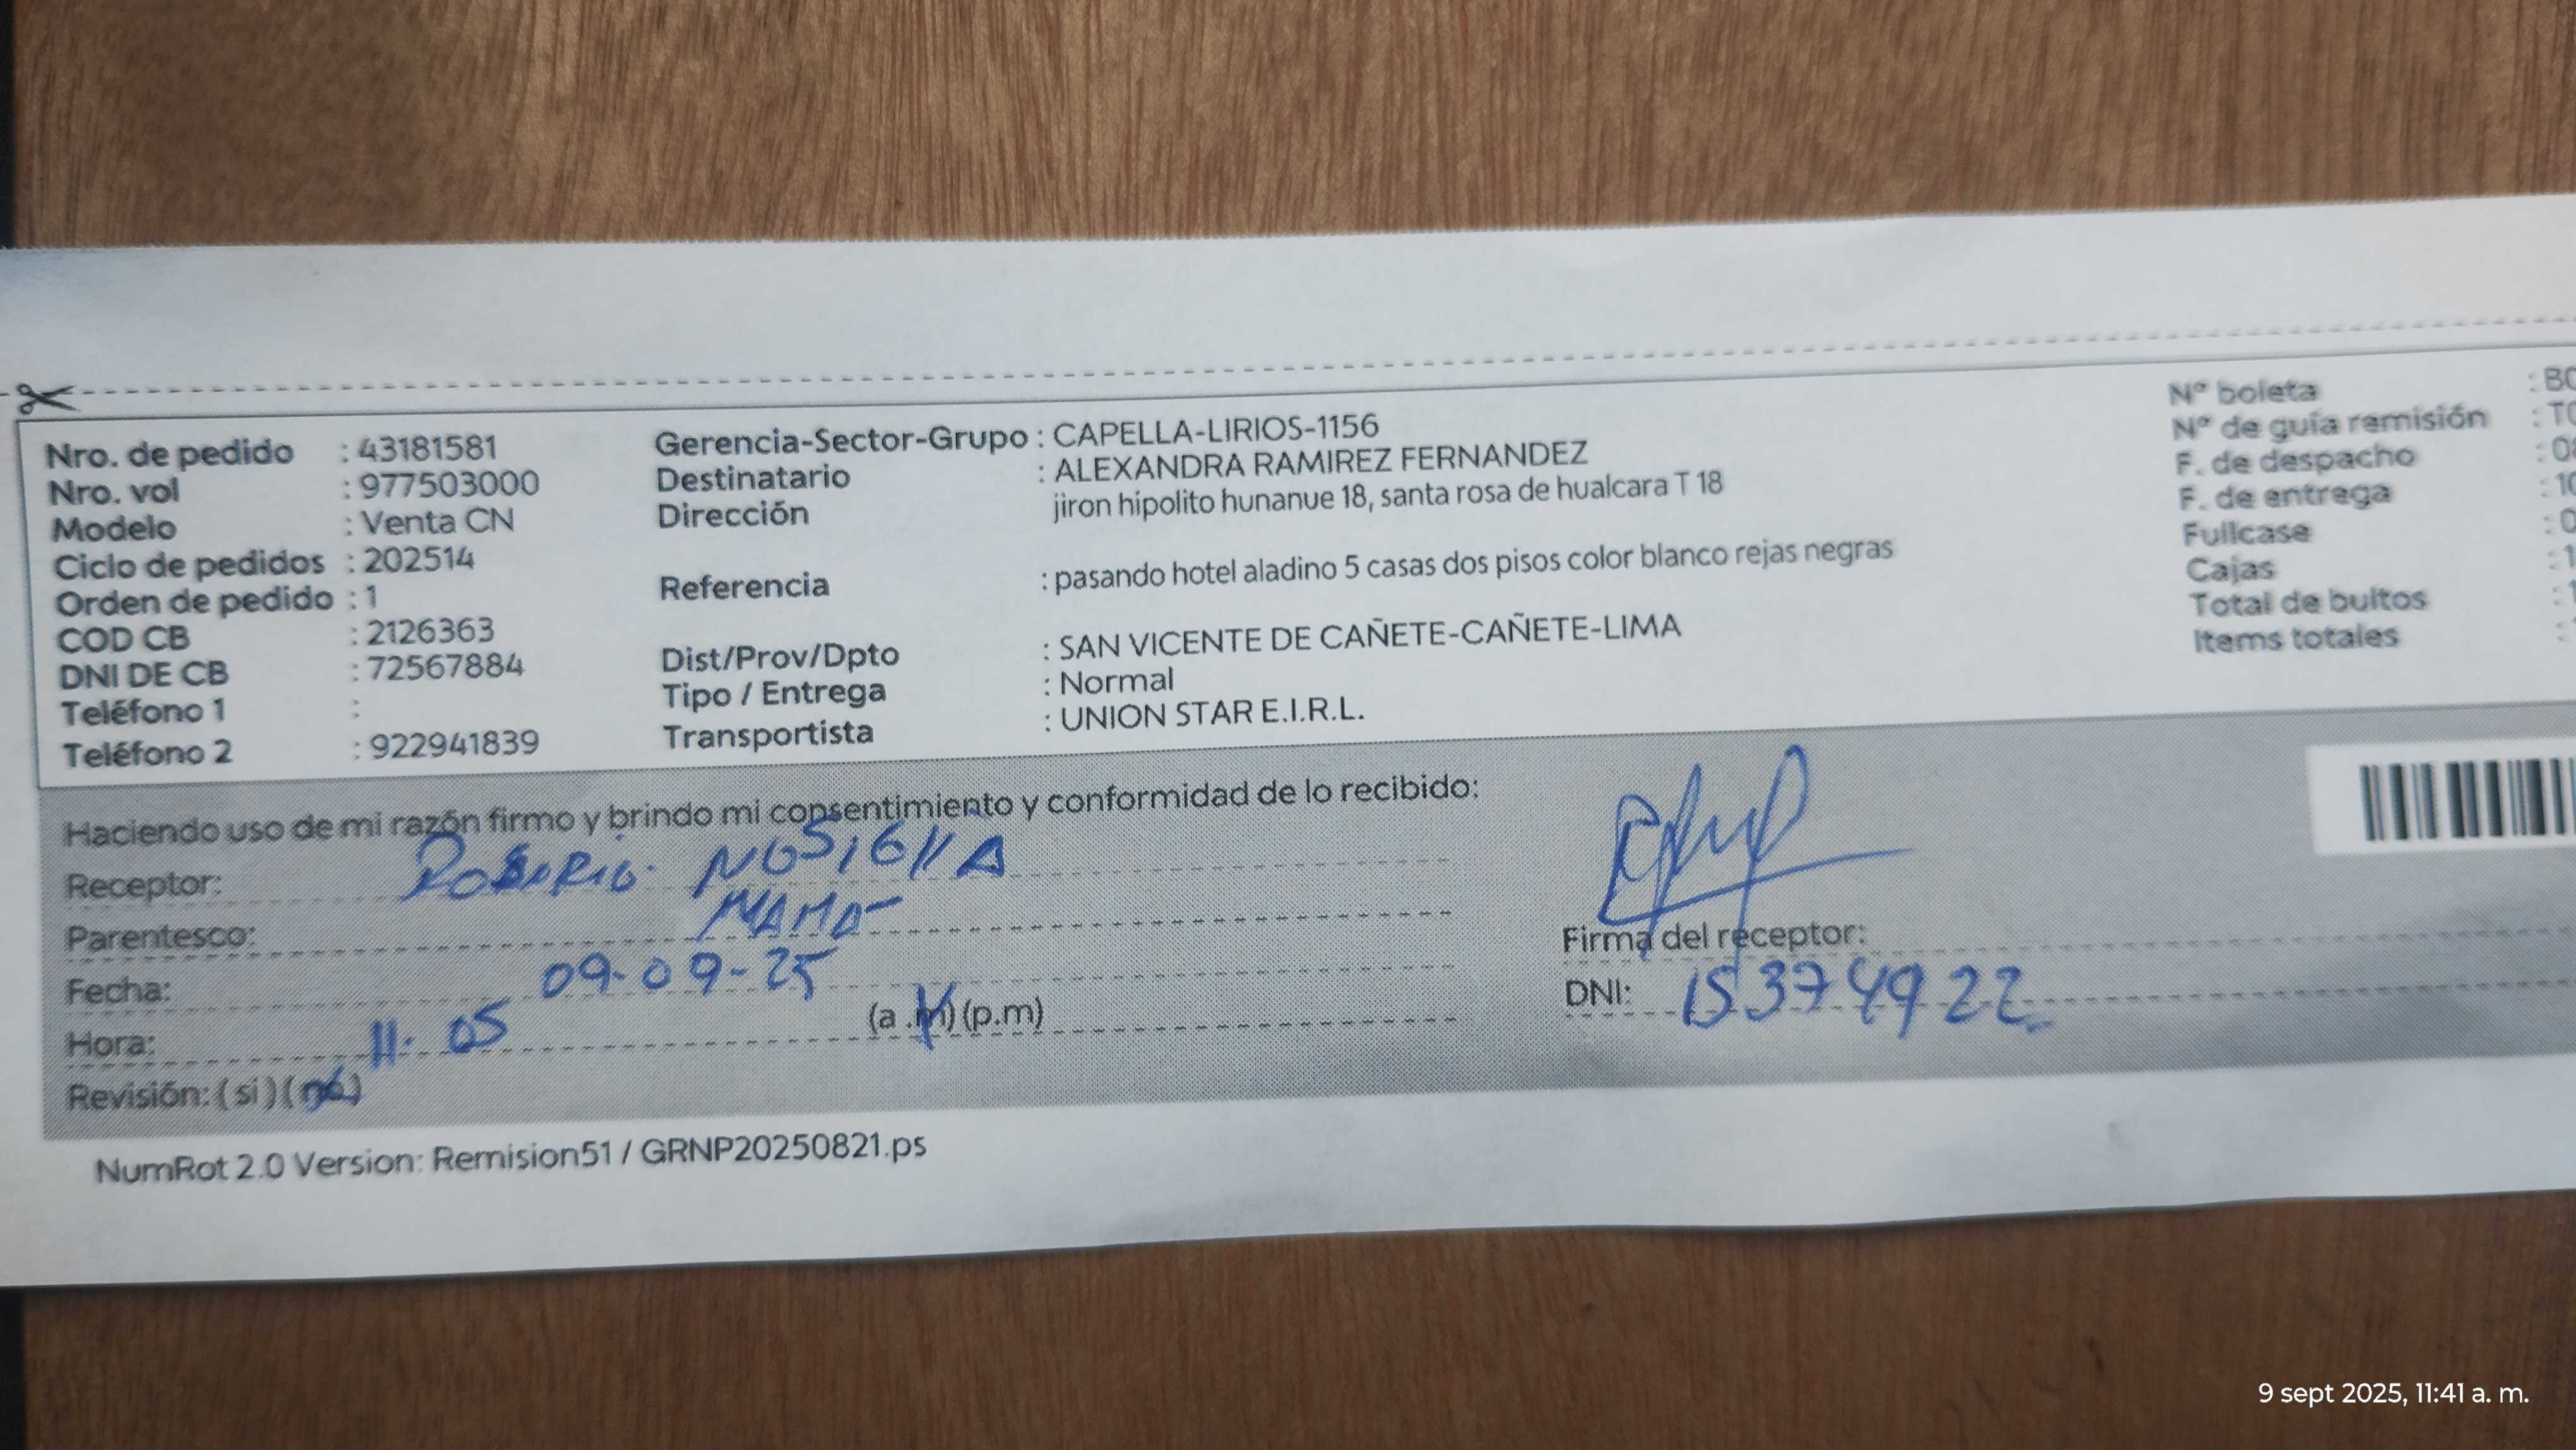 Nro. de pedido : 43181581
Nro. vol : 977503000
Modelo : Venta CN
Ciclo de pedidos : 202514
Orden de pedido : 1
COD CB : 2126363
DNI DE CB : 72567884
Teléfono 1 :
Teléfono 2 : 922941839
Gerencia-Sector-Grupo : CAPELLA-LIRIOS-1156
Destinatario : ALEXANDRA RAMIREZ FERNANDEZ
Dirección jiron hipolito hunanue 18, santa rosa de hualcara T 18
Referencia : pasando hotel aladino 5 casas dos pisos color blanco rejas negras
Dist/Prov/Dpto : SAN VICENTE DE CAÑETE-CAÑETE-LIMA
Tipo / Entrega : Normal
Transportista : UNION STAR E.I.R.L.
N° boleta : BO
N° de guía remisión : TO
F. de despacho : 08
F. de entrega : 10
Fullcase : 0
Cajas : 1
Total de bultos : 1
Items totales :
Haciendo uso de mi razón firmo y brindo mi consentimiento y conformidad de lo recibido:
Receptor:
Parentesco: MAMA
Fecha: 09-09-25
Hora: 11:05 (a.m) (p.m)
Revisión: (si) (no)
Firma del receptor:
DNI: 15374922
NumRot 2.0 Version: Remision51 / GRNP20250821.ps
9 sept 2025, 11:41 a. m.